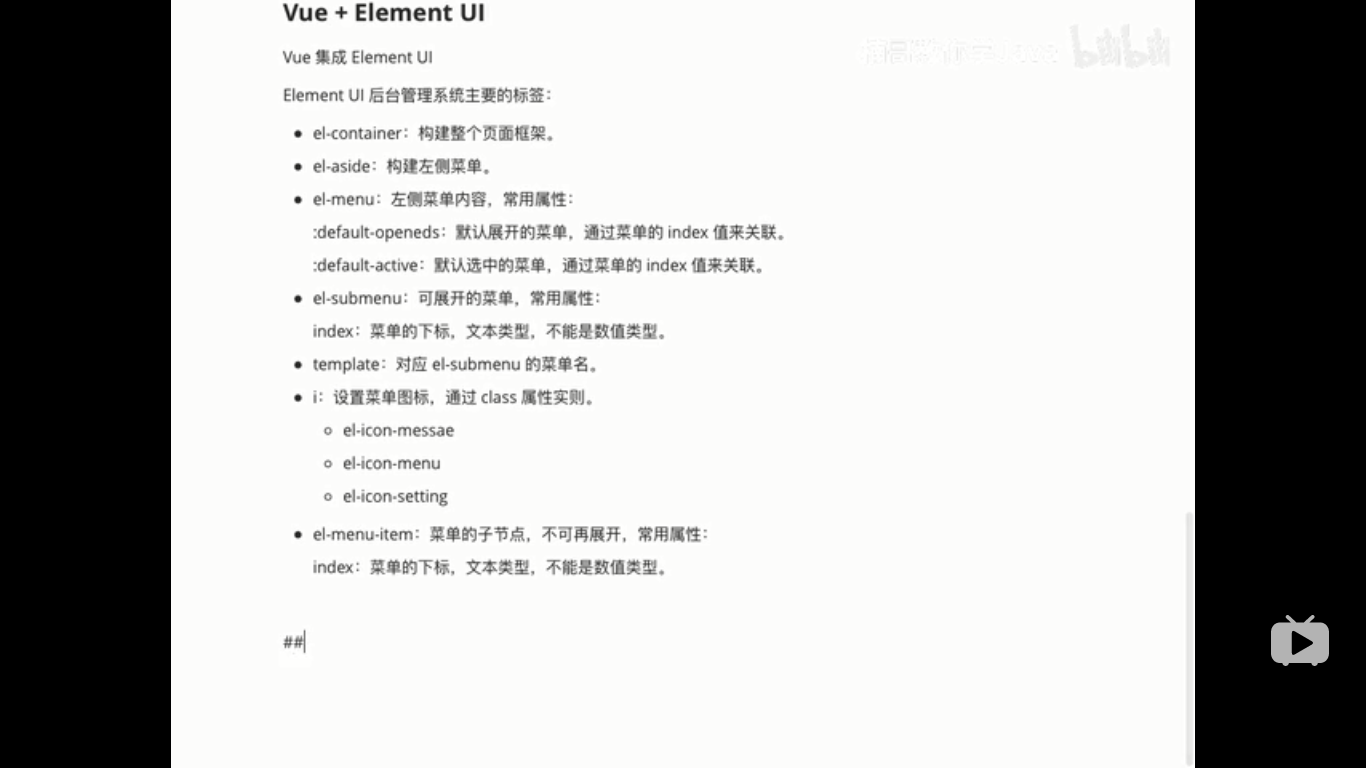 Vue + Element UI
Vue 集成 Element UI
Element UI 后台管理系统主要的标签：
el-container：构建整个页面框架。
el-aside：构建左侧菜单。
el-menu：左侧菜单内容，常用属性：
:default-openeds：默认展开的菜单，通过菜单的 index 值来关联。
:default-active：默认选中的菜单，通过菜单的 index 值来关联。
el-submenu：可展开的菜单，常用属性：
index：菜单的下标，文本类型，不能是数值类型。
template：对应 el-submenu 的菜单名。
i：设置菜单图标，通过 class 属性实则。
el-icon-messae
el-icon-menu
el-icon-setting
el-menu-item：菜单的子节点，不可再展开，常用属性：
index：菜单的下标，文本类型，不能是数值类型。
##